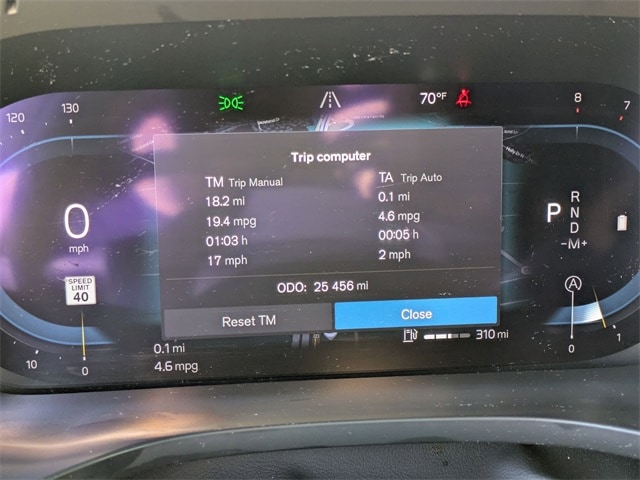 120 130 70°F 8 7
Trip computer
TM Trip Manual TA Trip Auto
18.2 mi 0.1 mi
19.4 mpg 4.6 mpg
01:03 h 00:05 h
17 mph 2 mph
ODO: 25 456 mi
Reset TM Close
0
mph
SPEED
LIMIT
40
P R
N
D
-M+
A
310 mi
1
10 0 0
0.1 mi
4.6 mpg